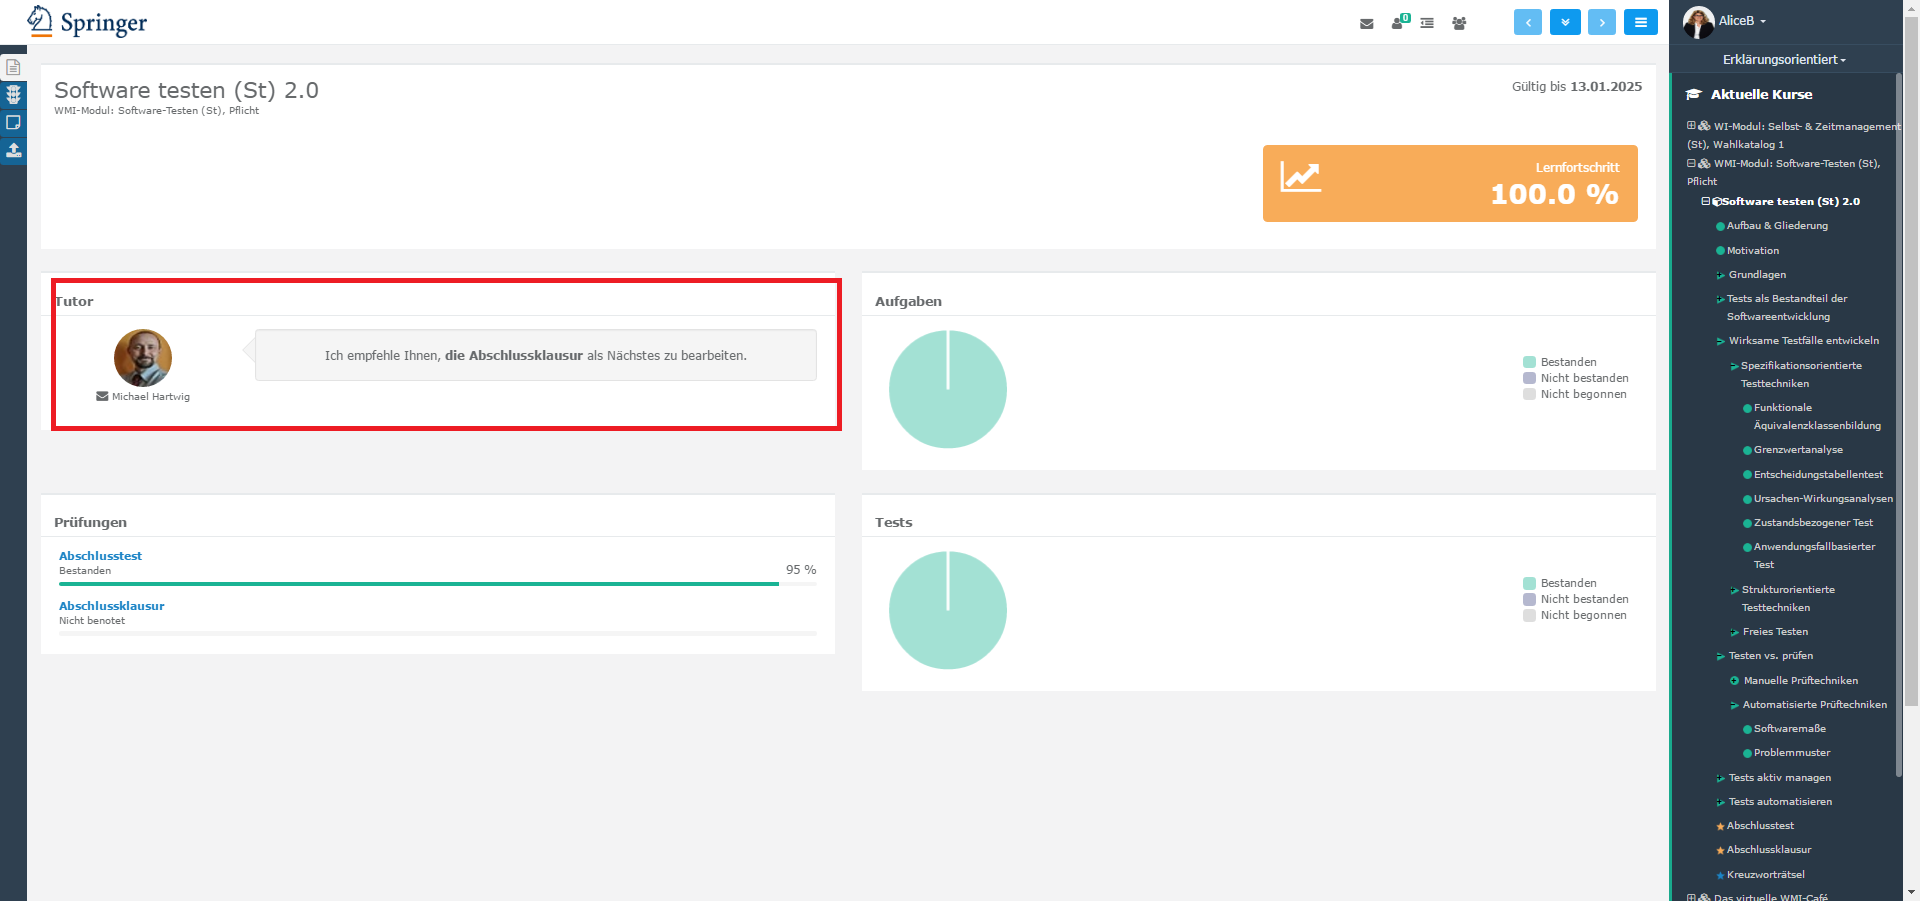 Springer
0
AliceB
Erklärungsorientiert
Software testen (St) 2.0
WMI-Modul: Software-Testen (St), Pflicht
Gültig bis 13.01.2025
Lernfortschritt
100.0 %
Tutor
Ich empfehle Ihnen, die Abschlussklausur als Nächstes zu bearbeiten.
Michael Hartwig
Aufgaben
Bestanden
Nicht bestanden
Nicht begonnen
Prüfungen
Abschlusstest
Bestanden
95 %
Abschlussklausur
Nicht benotet
Tests
Bestanden
Nicht bestanden
Nicht begonnen
Aktuelle Kurse
WI-Modul: Selbst- & Zeitmanagement
(St), Wahlkatalog 1
WMI-Modul: Software-Testen (St),
Pflicht
Software testen (St) 2.0
Aufbau & Gliederung
Motivation
Grundlagen
Tests als Bestandteil der
Softwareentwicklung
Wirksame Testfälle entwickeln
Spezifikationsorientierte
Testtechniken
Funktionale
Äquivalenzklassenbildung
Grenzwertanalyse
Entscheidungstabellentest
Ursachen-Wirkungsanalysen
Zustandsbezogener Test
Anwendungsfallbasierter
Test
Strukturorientierte
Testtechniken
Freies Testen
Testen vs. prüfen
Manuelle Prüftechniken
Automatisierte Prüftechniken
Softwaremaße
Problemmuster
Tests aktiv managen
Tests automatisieren
Abschlusstest
Abschlussklausur
Kreuzworträtsel
Das virtuelle WMI-Café